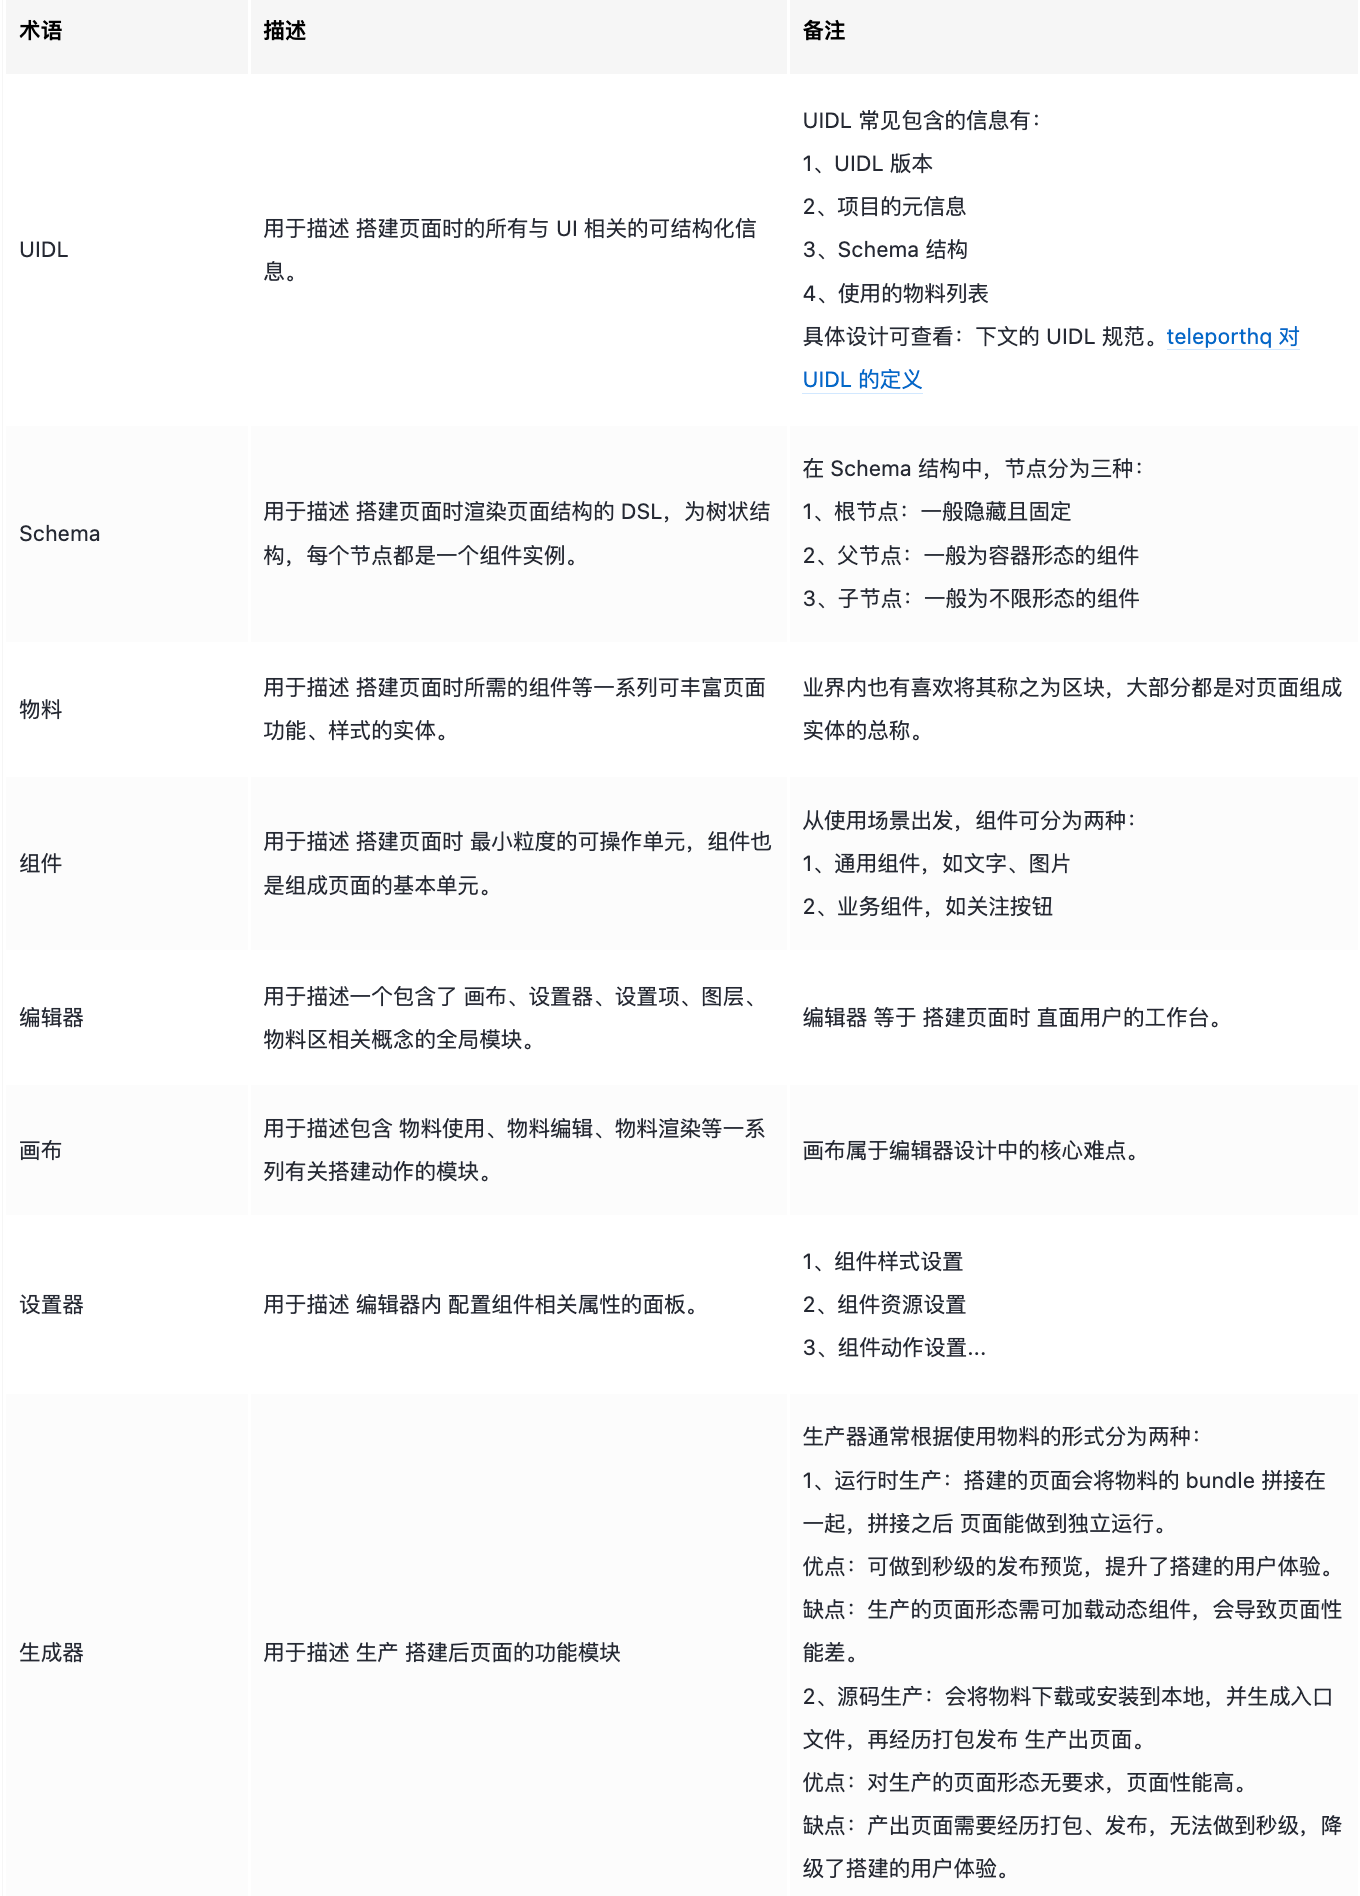 术语
描述
备注
UIDL
用于描述 搭建页面时的所有与 UI 相关的可结构化信
息。
UIDL 常见包含的信息有：
1、UIDL 版本
2、项目的元信息
3、Schema 结构
4、使用的物料列表
具体设计可查看：下文的 UIDL 规范。teleporthq 对
UIDL 的定义
Schema
用于描述 搭建页面时渲染页面结构的 DSL，为树状结
构，每个节点都是一个组件实例。
在 Schema 结构中，节点分为三种：
1、根节点：一般隐藏且固定
2、父节点：一般为容器形态的组件
3、子节点：一般为不限形态的组件
物料
用于描述 搭建页面时所需的组件等一系列可丰富页面
功能、样式的实体。
业界内也有喜欢将其称之为区块，大部分都是对页面组成
实体的总称。
组件
用于描述 搭建页面时 最小粒度的可操作单元，组件也
是组成页面的基本单元。
从使用场景出发，组件可分为两种：
1、通用组件，如文字、图片
2、业务组件，如关注按钮
编辑器
用于描述一个包含了 画布、设置器、设置项、图层、
物料区相关概念的全局模块。
编辑器 等于 搭建页面时 直面用户的工作台。
画布
用于描述包含 物料使用、物料编辑、物料渲染等一系
列有关搭建动作的模块。
画布属于编辑器设计中的核心难点。
设置器
用于描述 编辑器内 配置组件相关属性的面板。
1、组件样式设置
2、组件资源设置
3、组件动作设置...
生成器
用于描述 生产 搭建后页面的功能模块
生产器通常根据使用物料的形式分为两种：
1、运行时生产：搭建的页面会将物料的 bundle 拼接在
一起，拼接之后 页面能做到独立运行。
优点：可做到秒级的发布预览，提升了搭建的用户体验。
缺点：生产的页面形态需可加载动态组件，会导致页面性
能差。
2、源码生产：会将物料下载或安装到本地，并生成入口
文件，再经历打包发布 生产出页面。
优点：对生产的页面形态无要求，页面性能高。
缺点：产出页面需要经历打包、发布，无法做到秒级，降
级了搭建的用户体验。